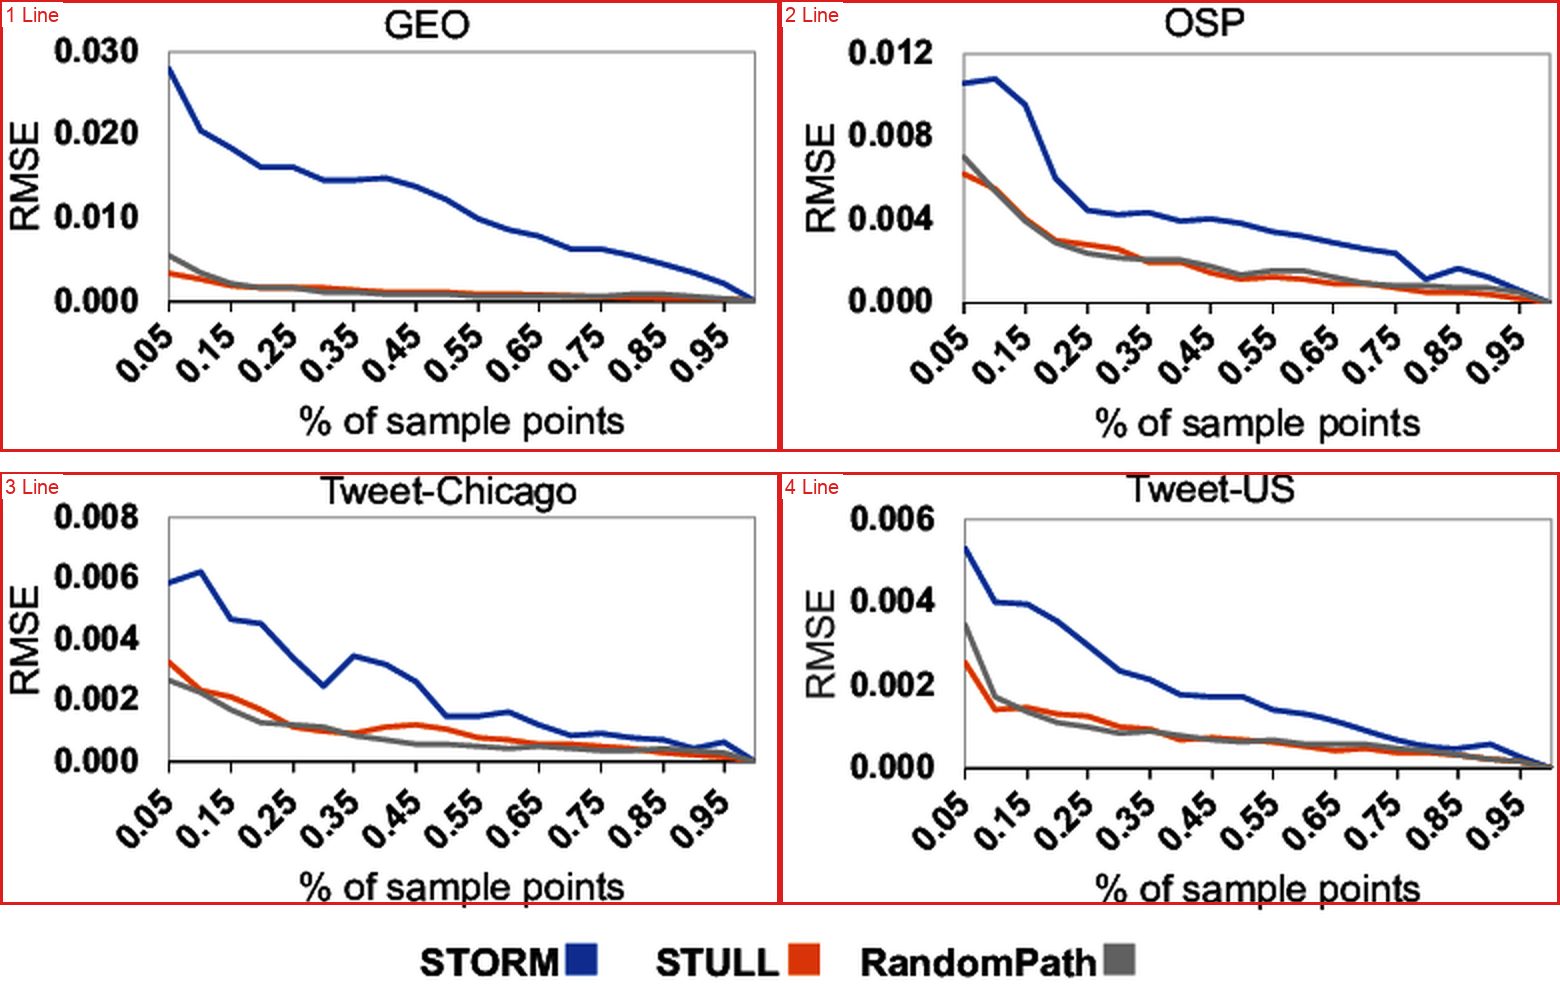 1 Line
GEO
0.030
0.020
0.010
0.000
RMSE
0.05 0.15 0.25 0.35 0.45 0.55 0.65 0.75 0.85 0.95
% of sample points
2 Line
OSP
0.012
0.008
0.004
0.000
RMSE
0.05 0.15 0.25 0.35 0.45 0.55 0.65 0.75 0.85 0.95
% of sample points
3 Line
Tweet-Chicago
0.008
0.006
0.004
0.002
0.000
RMSE
0.05 0.15 0.25 0.35 0.45 0.55 0.65 0.75 0.85 0.95
% of sample points
4 Line
Tweet-US
0.006
0.004
0.002
0.000
RMSE
0.05 0.15 0.25 0.35 0.45 0.55 0.65 0.75 0.85 0.95
% of sample points
STORM STULL RandomPath